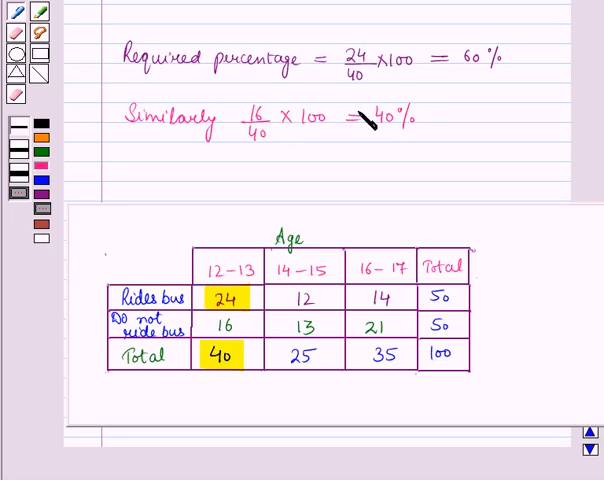 Required percentage = 24/40 ×100 = 60%
Similarly 16/40 × 100 = 40%
Age
12-13 14-15 16-17 Total
Rides bus 24 12 14 50
Do not ride bus 16 13 21 50
Total 40 25 35 100